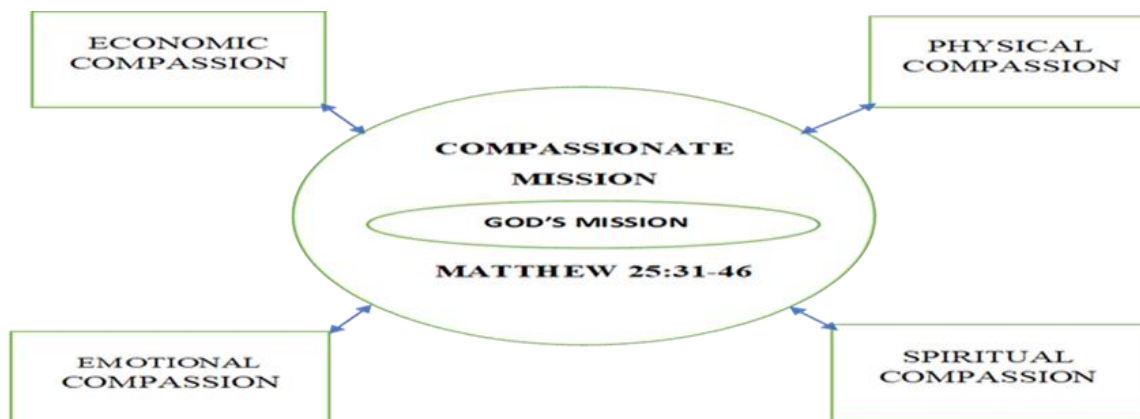 ECONOMIC
COMPASSION
PHYSICAL
COMPASSION
COMPASSIONATE
MISSION
GOD'S MISSION
MATTHEW 25:31-46
EMOTIONAL
COMPASSION
SPIRITUAL
COMPASSION